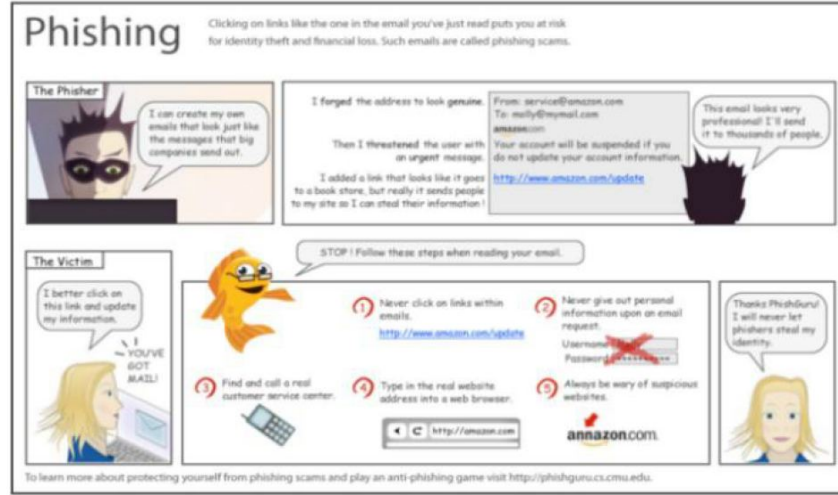 Phishing
Clicking on links like the one in the email you've just read puts you at risk
for identity theft and financial loss. Such emails are called phishing scams.
The Phisher
I can create my own
emails that look just like
the messages that big
companies send out.
I forged the address to look genuine.
Then I threatened the user with
an urgent message.
I added a link that looks like it goes
to a book store, but really it sends people
to my site so I can steal their information !
From: service@amazon.com
To: molly@mymail.com
amazon.com
Your account will be suspended if you
do not update your account information.
http://www.amazon.com/update
This email looks very
professional! I'll send
it to thousands of people.
The Victim
I better click on
this link and update
my information.
YOU'VE
GOT
MAIL!
STOP ! Follow these steps when reading your email.
1 Never click on links within
emails.
http://www.amazon.com/update
2 Never give out personal
information upon an email
request.
Username
Password
3 Find and call a real
customer service center.
4 Type in the real website
address into a web browser.
http://amazon.com
5 Always be wary of suspicious
websites.
annazon.com.
Thanks PhishGuru!
I will never let
phishers steal my
identity.
To learn more about protecting yourself from phishing scams and play an anti-phishing game visit http://phishguru.cs.cmu.edu.